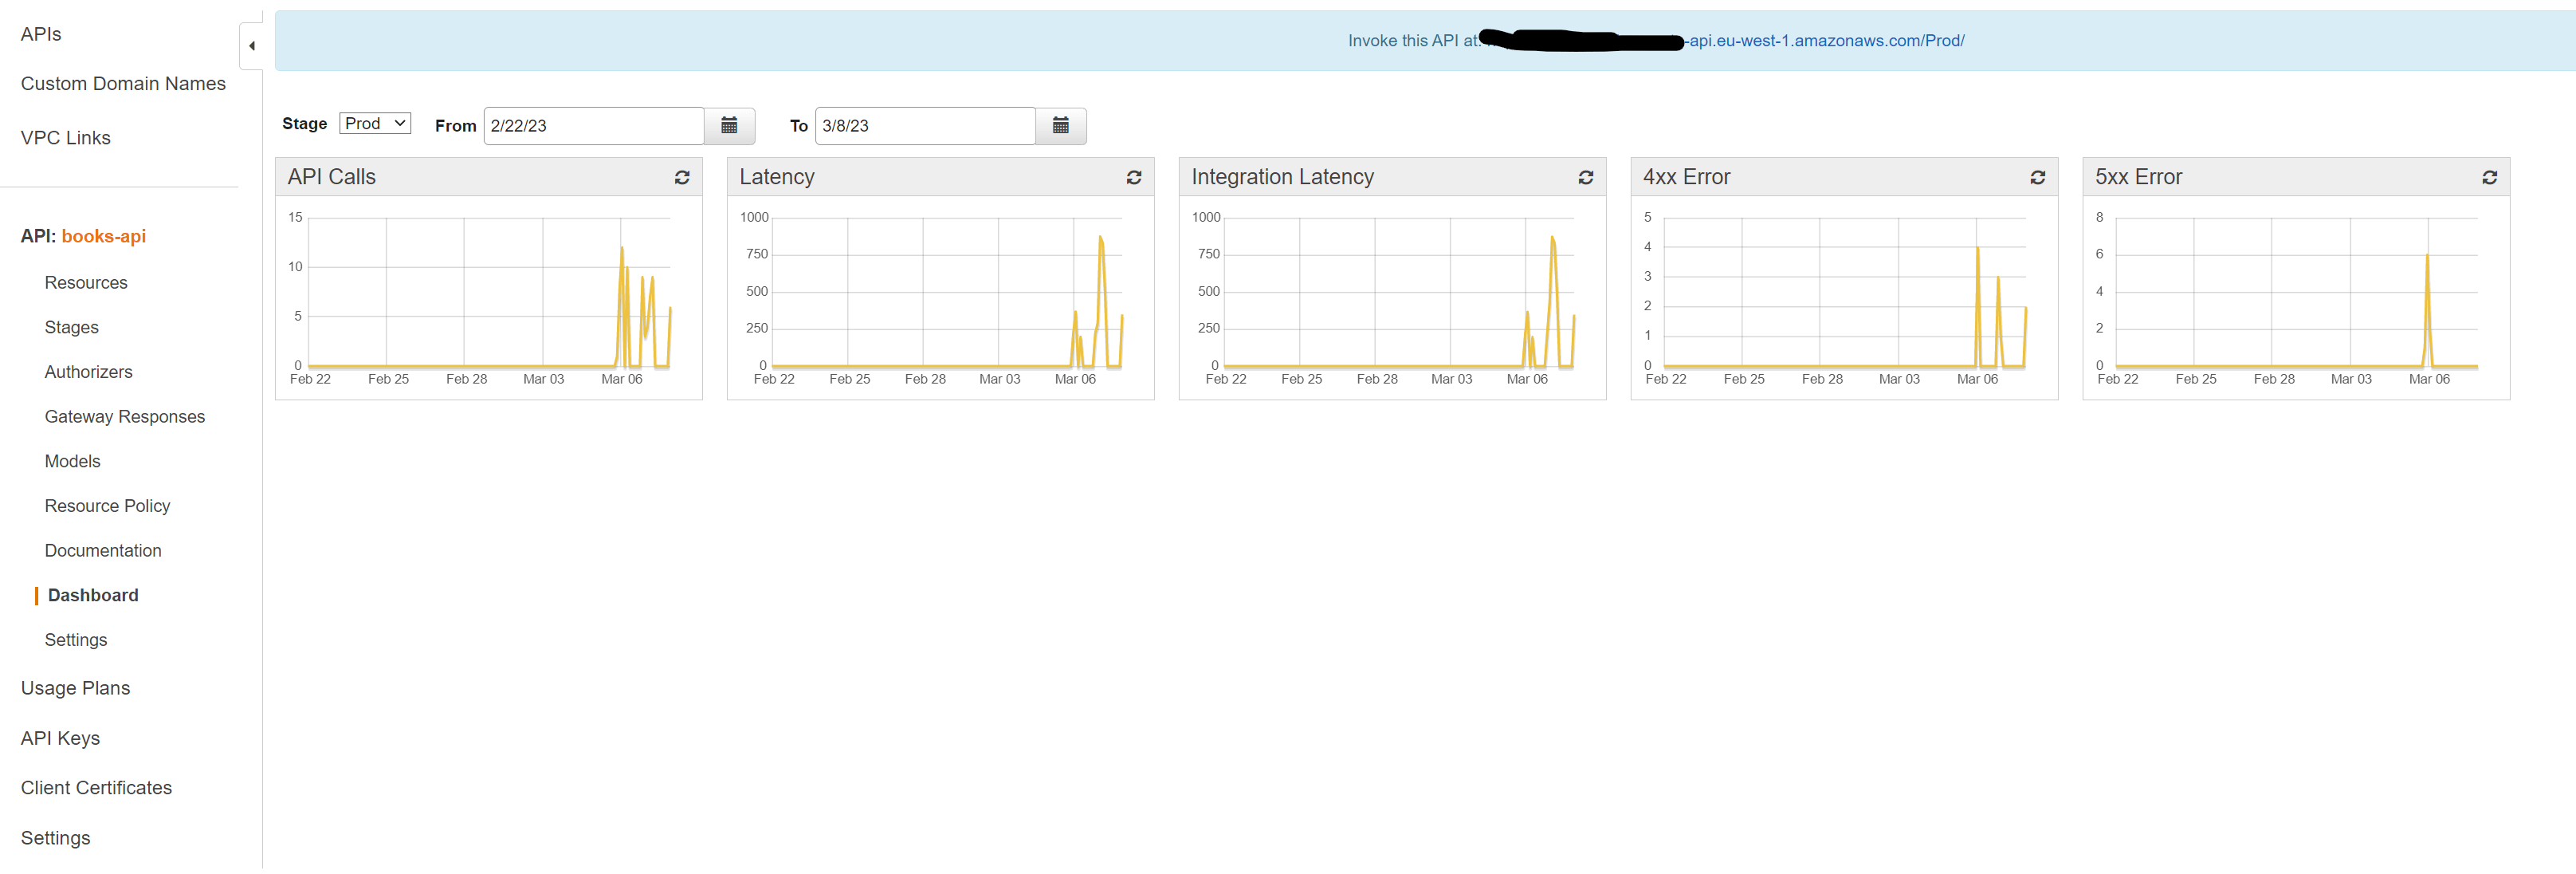 APIs
Custom Domain Names
VPC Links
API: books-api
Resources
Stages
Authorizers
Gateway Responses
Models
Resource Policy
Documentation
Dashboard
Settings
Usage Plans
API Keys
Client Certificates
Settings
Invoke this API at: -api.eu-west-1.amazonaws.com/Prod/
Stage Prod From 2/22/23 To 3/8/23
API Calls
15
10
5
0
Feb 22 Feb 25 Feb 28 Mar 03 Mar 06
Latency
1000
750
500
250
0
Feb 22 Feb 25 Feb 28 Mar 03 Mar 06
Integration Latency
1000
750
500
250
0
Feb 22 Feb 25 Feb 28 Mar 03 Mar 06
4xx Error
5
4
3
2
1
0
Feb 22 Feb 25 Feb 28 Mar 03 Mar 06
5xx Error
8
6
4
2
0
Feb 22 Feb 25 Feb 28 Mar 03 Mar 06